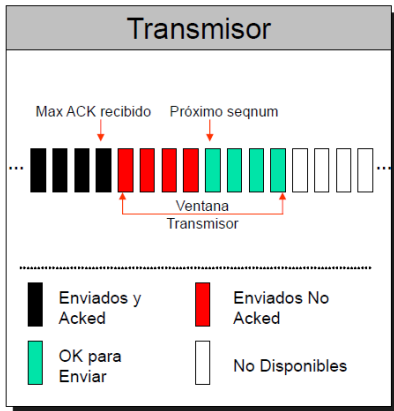 Transmisor
Max ACK recibido
Próximo seqnum
...
...
Ventana
Transmisor
Enviados y
Acked
Enviados No
Acked
OK para
Enviar
No Disponibles